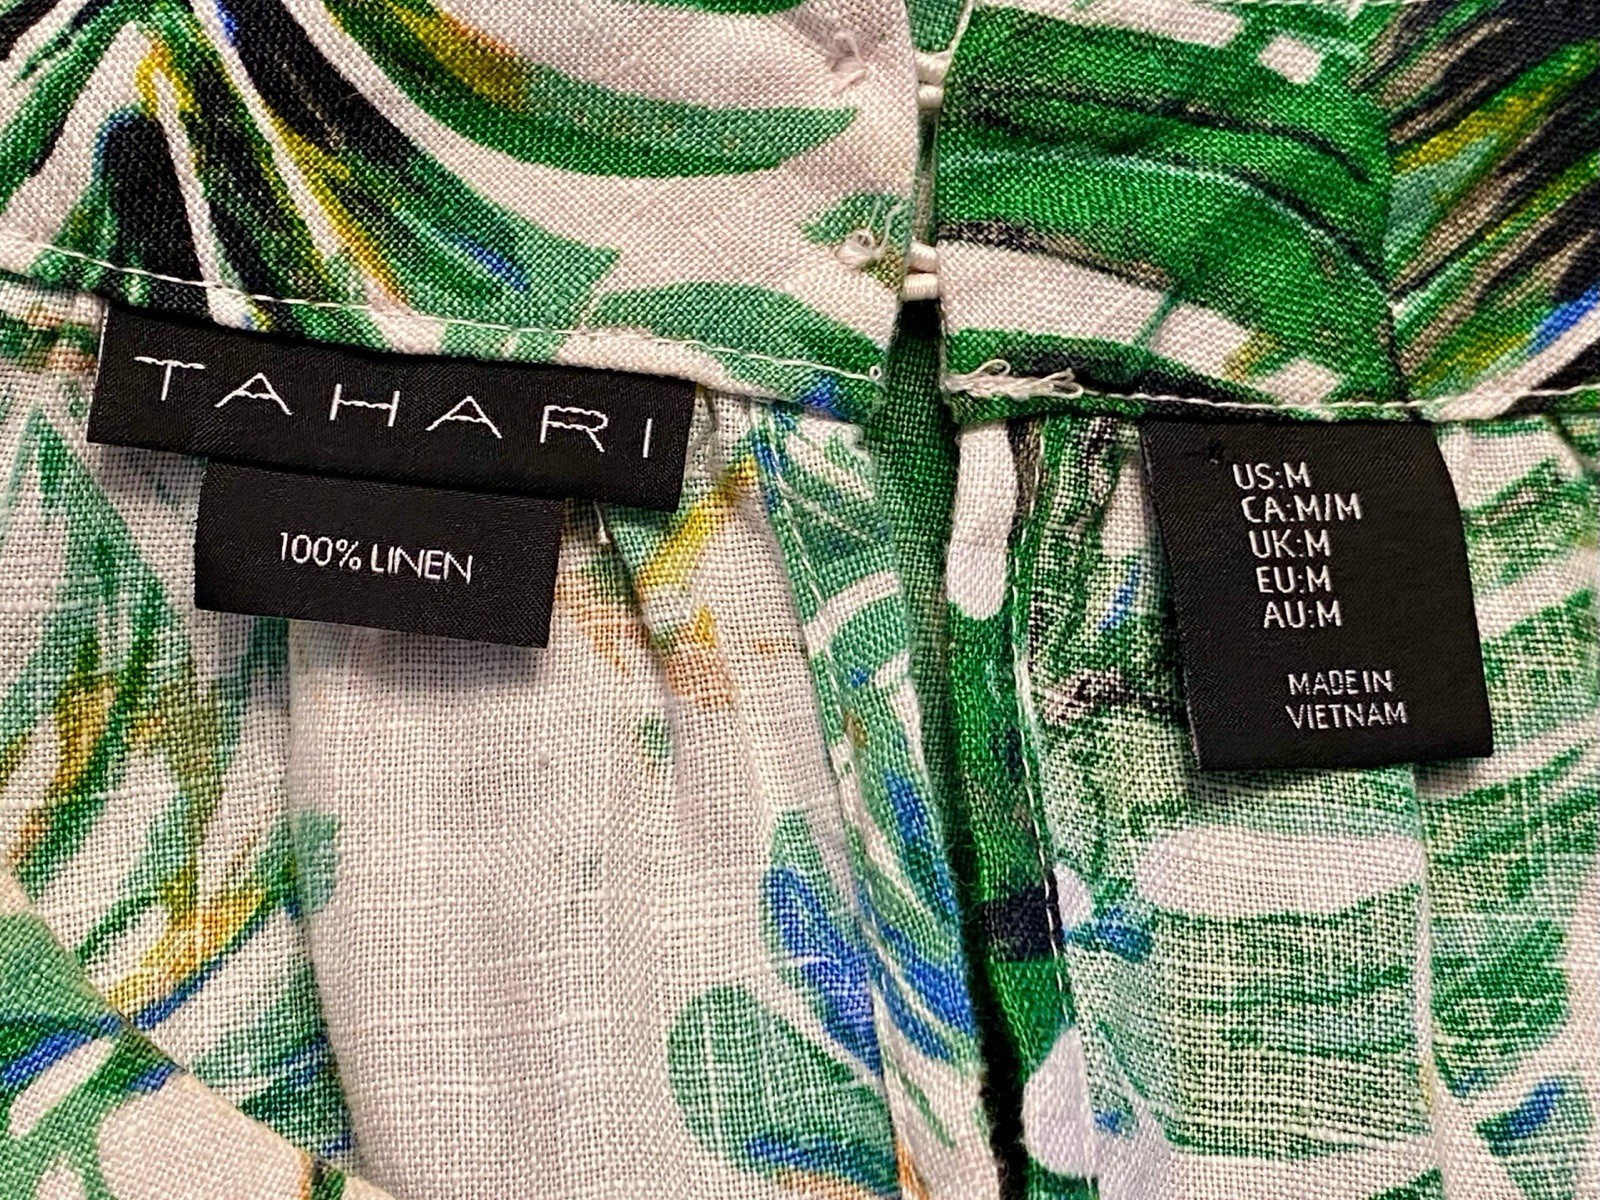 TAHARI
100% LINEN
US:M
CA:M/M
UK:M
EU:M
AU:M
MADE IN
VIETNAM